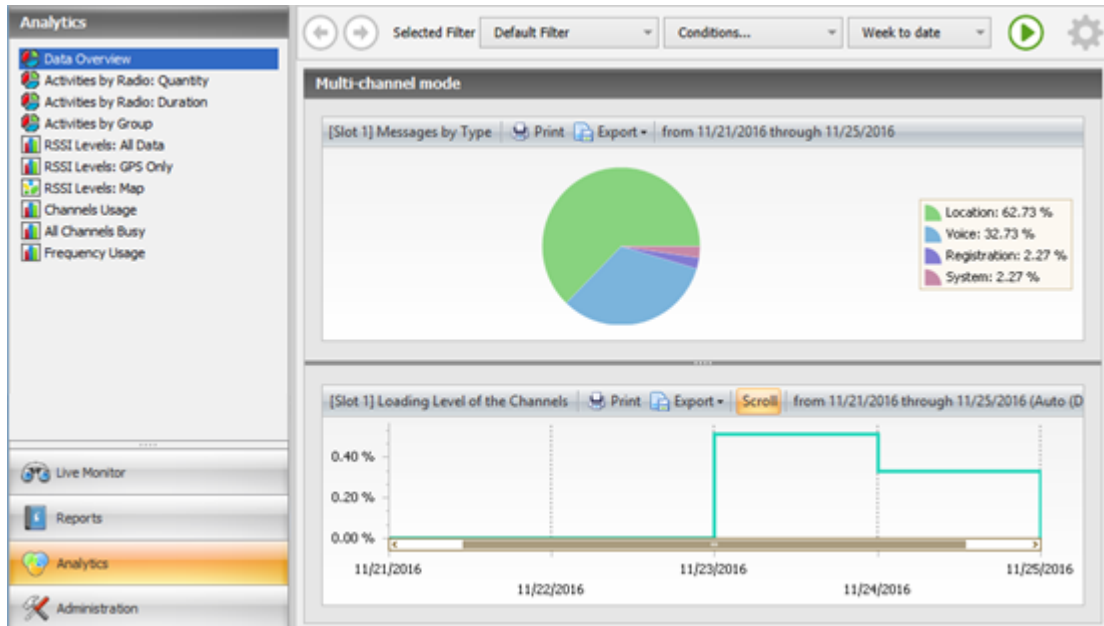 Analytics
Data Overview
Activities by Radio: Quantity
Activities by Radio: Duration
Activities by Group
RSSI Levels: All Data
RSSI Levels: GPS Only
RSSI Levels: Map
Channels Usage
All Channels Busy
Frequency Usage
Live Monitor
Reports
Analytics
Administration
Selected Filter Default Filter Conditions... Week to date
Multi-channel mode
[Slot 1] Messages by Type Print Export from 11/21/2016 through 11/25/2016
Location: 62.73 %
Voice: 32.73 %
Registration: 2.27 %
System: 2.27 %
[Slot 1] Loading Level of the Channels Print Export Scroll from 11/21/2016 through 11/25/2016 (Auto (D
0.40 %
0.20 %
0.00 %
11/21/2016 11/23/2016 11/25/2016
11/22/2016 11/24/2016